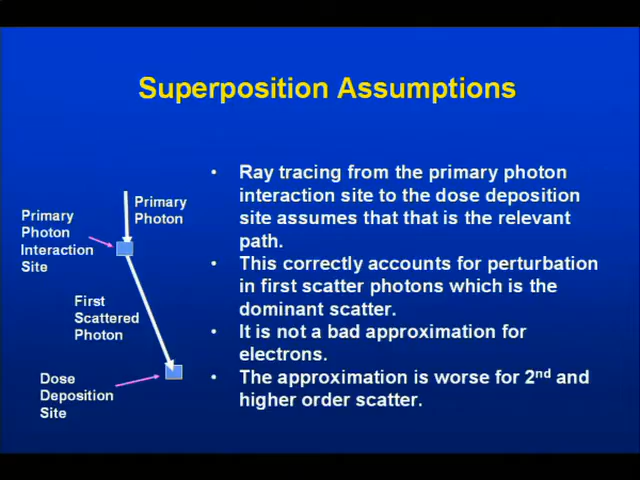 Superposition Assumptions
Primary
Photon
Primary
Photon
Interaction
Site
First
Scattered
Photon
Dose
Deposition
Site
• Ray tracing from the primary photon
interaction site to the dose deposition
site assumes that that is the relevant
path.
• This correctly accounts for perturbation
in first scatter photons which is the
dominant scatter.
• It is not a bad approximation for
electrons.
• The approximation is worse for 2nd and
higher order scatter.